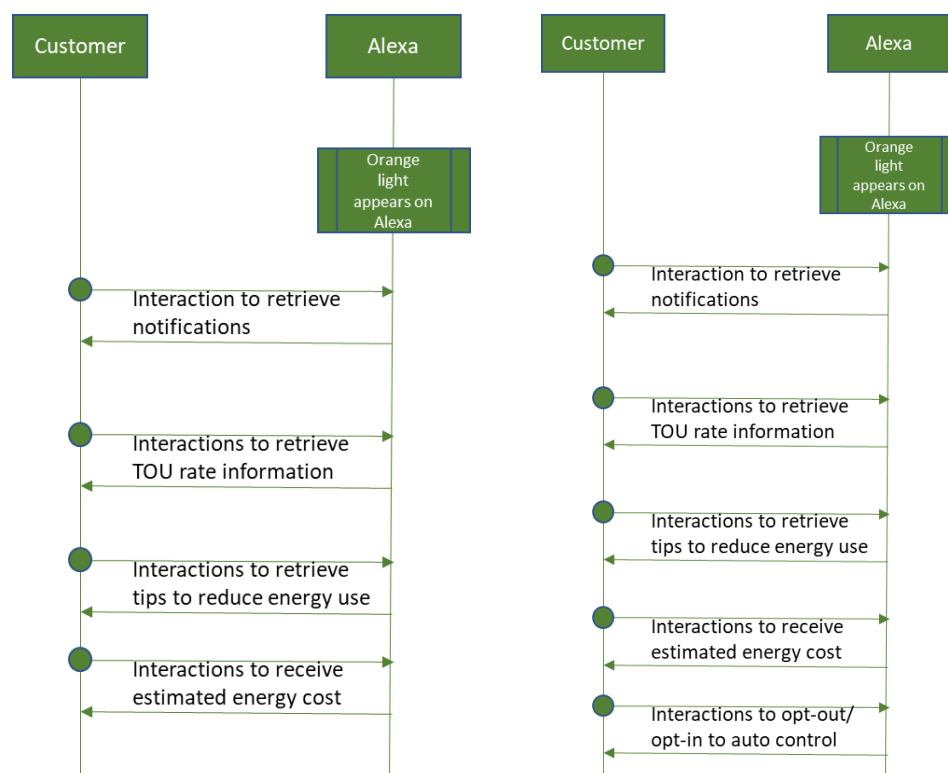 Customer
Alexa
Orange
light
appears on
Alexa
Interaction to retrieve
notifications
Interactions to retrieve
TOU rate information
Interactions to retrieve
tips to reduce energy use
Interactions to receive
estimated energy cost
Customer
Alexa
Orange
light
appears on
Alexa
Interaction to retrieve
notifications
Interactions to retrieve
TOU rate information
Interactions to retrieve
tips to reduce energy use
Interactions to receive
estimated energy cost
Interactions to opt-out/
opt-in to auto control